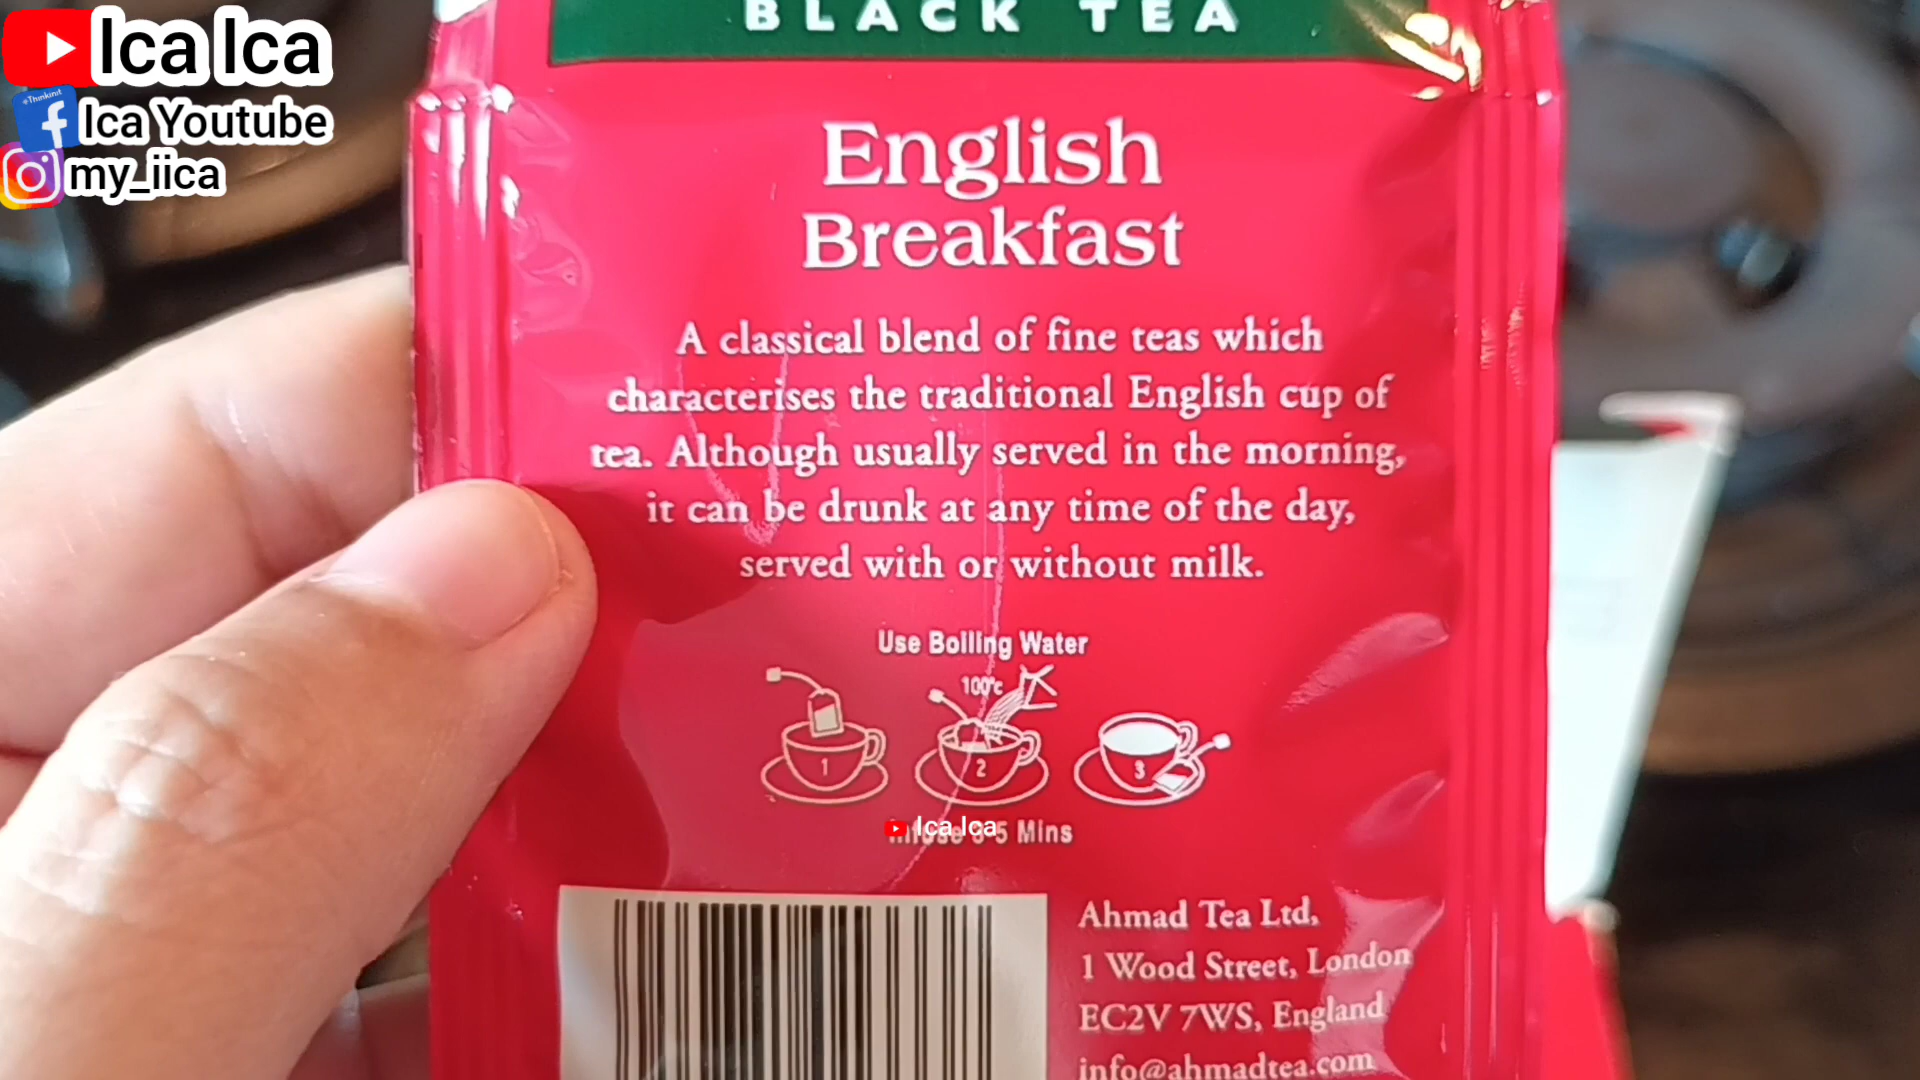 Ica Ica
@Thinkinit
Ica Youtube
my_iica
BLACK TEA
English
Breakfast
A classical blend of fine teas which
characterises the traditional English cup of
tea. Although usually served in the morning,
it can be drunk at any time of the day,
served with or without milk.
Use Boiling Water
100°c
1
2
3
Ica Ica
5 Mins
Ahmad Tea Ltd,
1 Wood Street, London
EC2V 7WS, England
info@ahmadtea.com